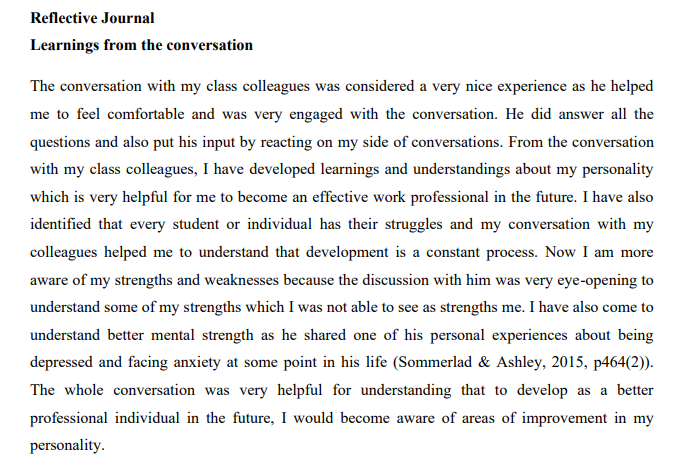 Reflective Journal
Learnings from the conversation
The conversation with my class colleagues was considered a very nice experience as he helped
me to feel comfortable and was very engaged with the conversation. He did answer all the
questions and also put his input by reacting on my side of conversations. From the conversation
with my class colleagues, I have developed learnings and understandings about my personality
which is very helpful for me to become an effective work professional in the future. I have also
identified that every student or individual has their struggles and my conversation with my
colleagues helped me to understand that development is a constant process. Now I am more
aware of my strengths and weaknesses because the discussion with him was very eye-opening to
understand some of my strengths which I was not able to see as strengths me. I have also come to
understand better mental strength as he shared one of his personal experiences about being
depressed and facing anxiety at some point in his life (Sommerlad & Ashley, 2015, p464(2)).
The whole conversation was very helpful for understanding that to develop as a better
professional individual in the future, I would become aware of areas of improvement in my
personality.